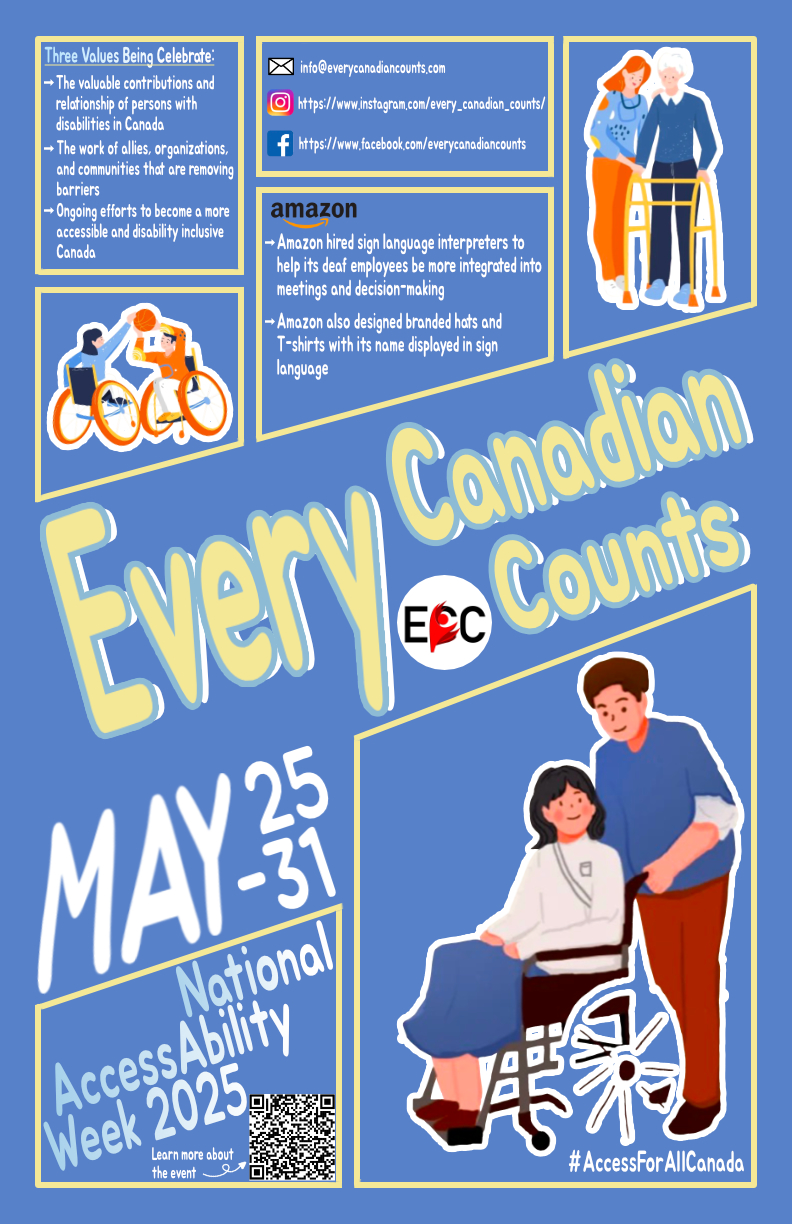 Three Values Being Celebrate:
→ The valuable contributions and
relationship of persons with
disabilities in Canada
→ The work of allies, organizations,
and communities that are removing
barriers
→ Ongoing efforts to become a more
accessible and disability inclusive
Canada
info@everycanadiancounts.com
https://www.instagram.com/every_canadian_counts/
https://www.facebook.com/everycanadiancounts
amazon
→ Amazon hired sign language interpreters to
help its deaf employees be more integrated into
meetings and decision-making
→ Amazon also designed branded hats and
T-shirts with its name displayed in sign
language
Every
Canadian
Counts
ECC
MAY 25
-31
National
AccessAbility
Week 2025
Learn more about
the event
#AccessForAllCanada